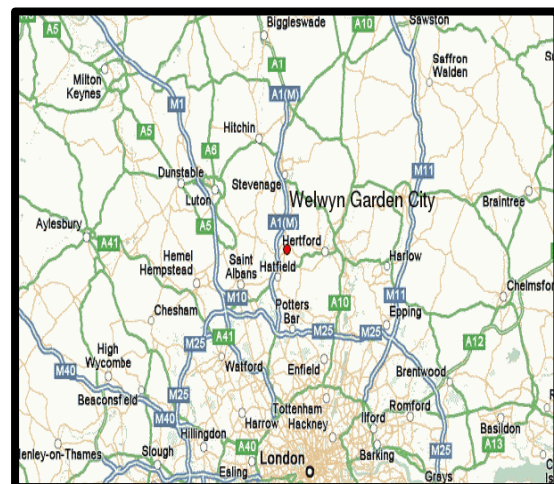 A5
A10
Sawston
Biggleswade
A1
Saffron
Walden
Milton
Keynes
M1
A1(M)
A5
Hitchin
A6
M11
Dunstable
Stevenage
Luton
Welwyn Garden City
Braintree
A5
A1(M)
Aylesbury
A41
Hertford
Hemel
Hempstead
Saint
Albans
Hatfield
Harlow
M10
M11
Chelmsfor
Chesham
Potters
Bar
A10
Epping
M25
A41
M25
M25
A12
High
Wycombe
M40
Watford
Enfield
Brentwood
Beaconsfield
M25
Tottenham
Romford
M40
Harrow
Hackney
Ilford
Basildon
Hillingdon
A40
Barking
A13
Henley-on-Thames
Slough
Ealing
London
M25
Grays